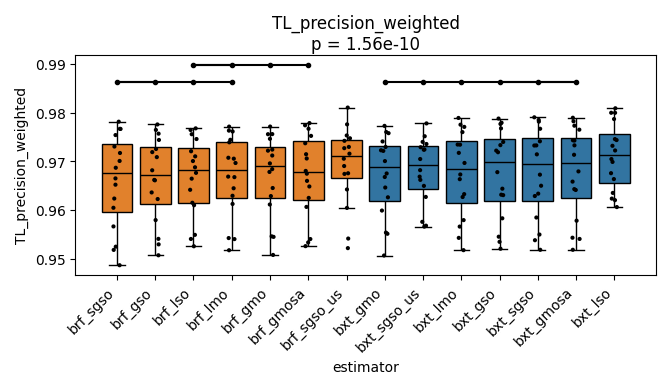 TL_precision_weighted
p = 1.56e-10
TL_precision_weighted
0.99
0.98
0.97
0.96
0.95
brf_sgso
brf_gso
brf_lso
brf_lmo
brf_gmo
brf_gmosa
brf_sgso_us
bxt_gmo
bxt_sgso_us
bxt_lmo
bxt_gso
bxt_sgso
bxt_gmosa
bxt_lso
estimator